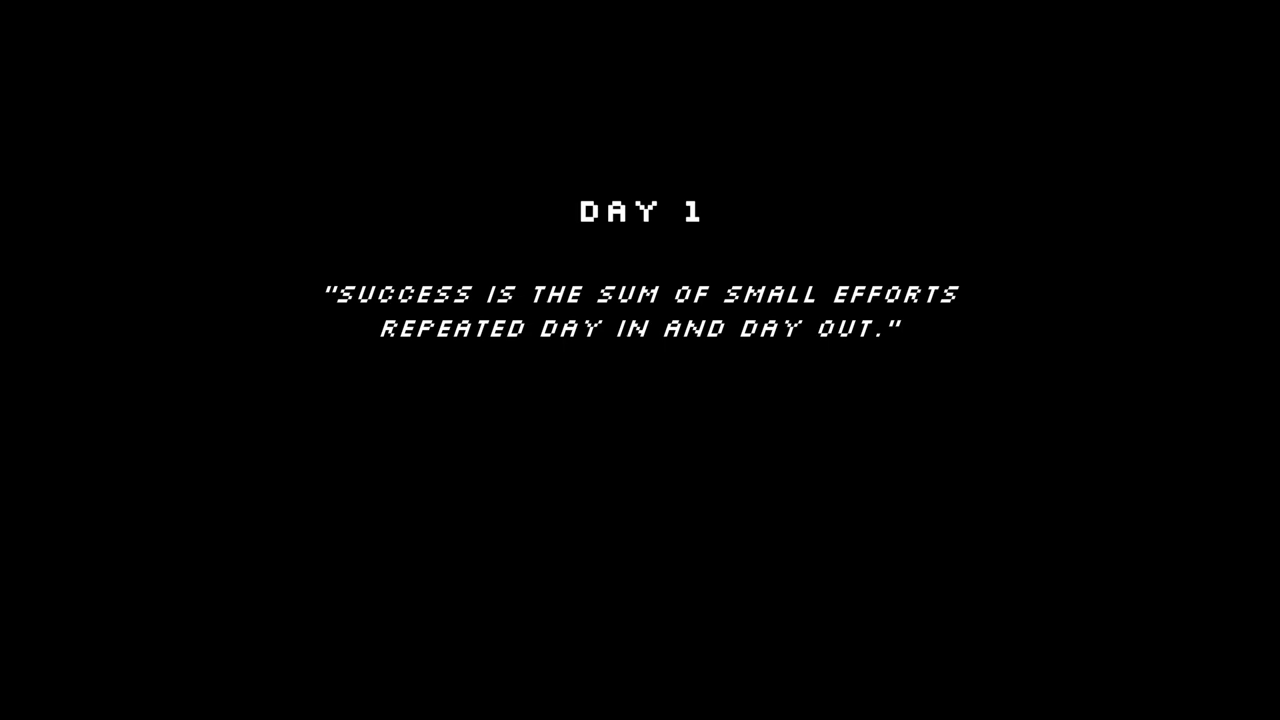 DAY 1
"SUCCESS IS THE SUM OF SMALL EFFORTS
REPEATED DAY IN AND DAY OUT."